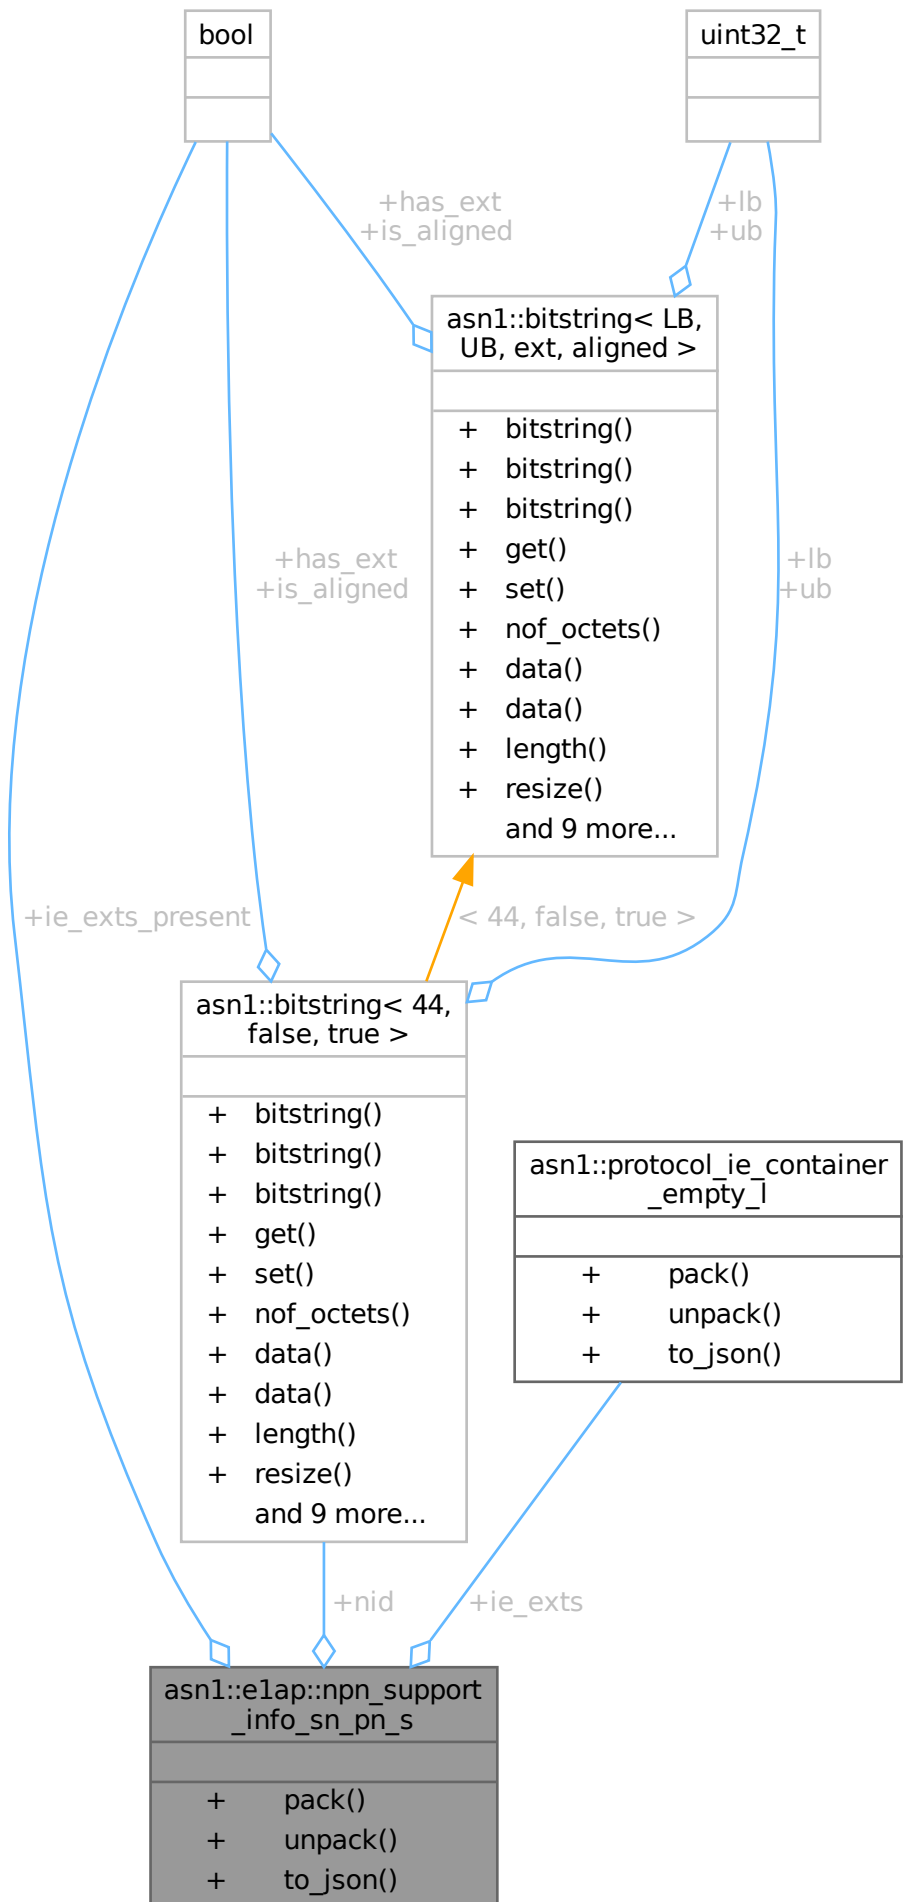 bool
uint32_t
+has_ext
+is_aligned
+lb
+ub
asn1::bitstring< LB,
UB, ext, aligned >
+ bitstring()
+ bitstring()
+ bitstring()
+ get()
+ set()
+ nof_octets()
+ data()
+ data()
+ length()
+ resize()
and 9 more...
+has_ext
+is_aligned
+lb
+ub
+ie_exts_present
< 44, false, true >
asn1::bitstring< 44,
false, true >
+ bitstring()
+ bitstring()
+ bitstring()
+ get()
+ set()
+ nof_octets()
+ data()
+ data()
+ length()
+ resize()
and 9 more...
asn1::protocol_ie_container
_empty_l
+ pack()
+ unpack()
+ to_json()
+nid
+ie_exts
asn1::e1ap::npn_support
_info_sn_pn_s
+ pack()
+ unpack()
+ to_json()